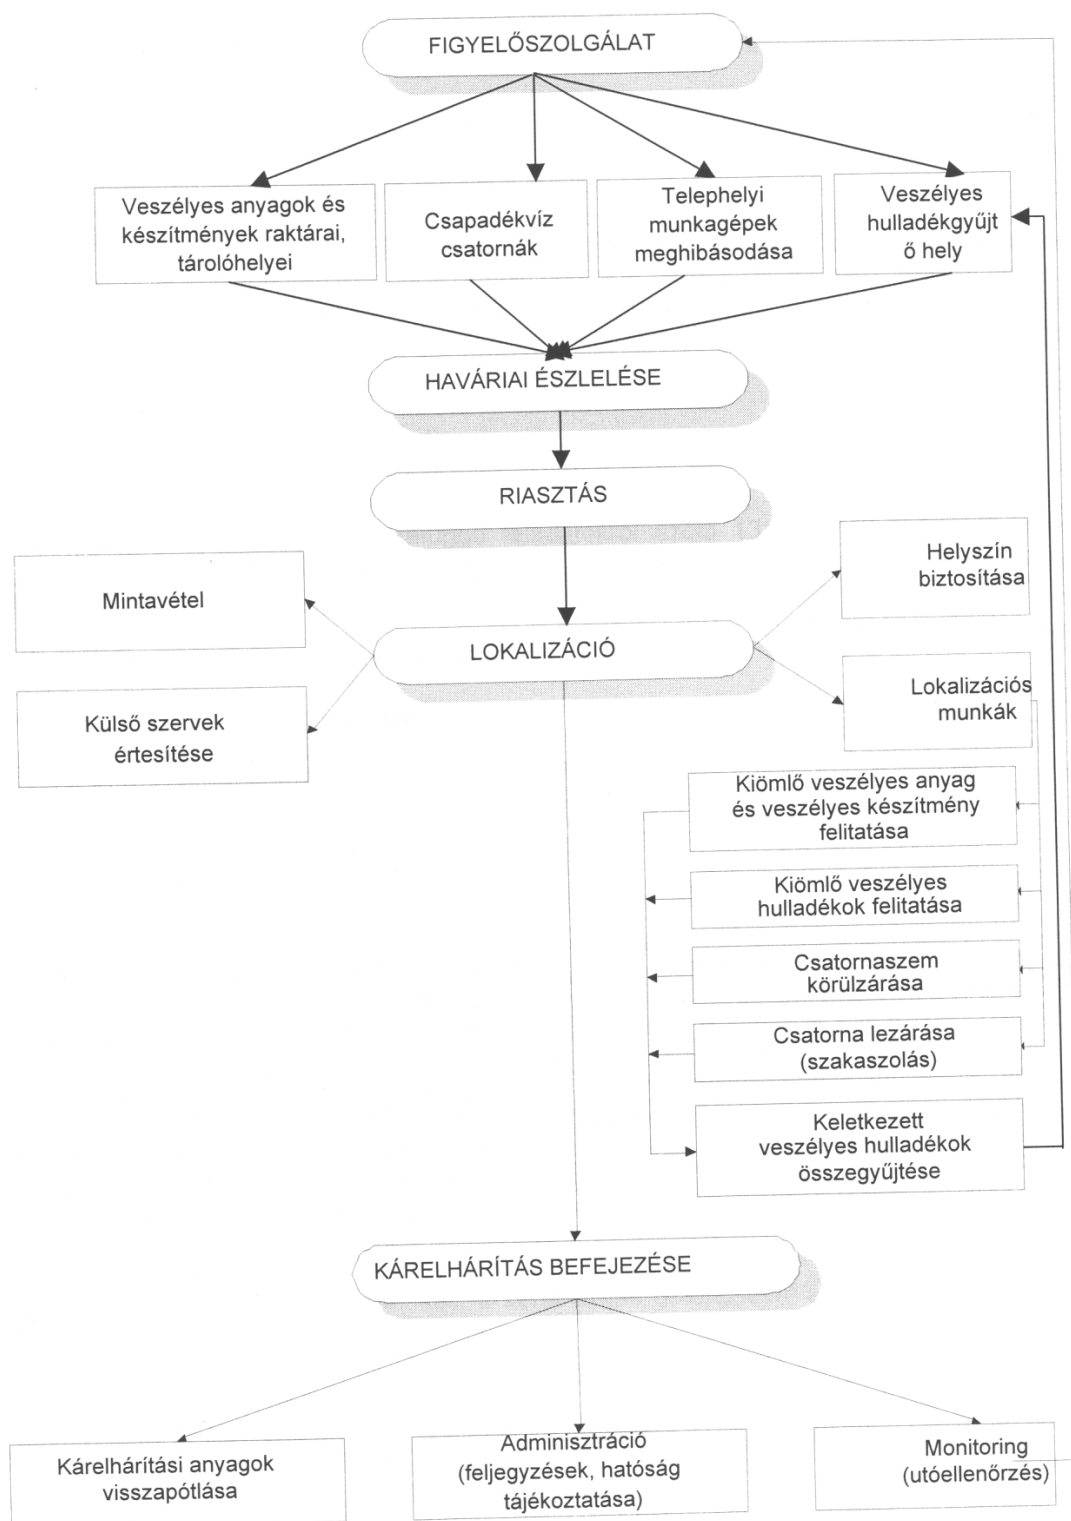 FIGYELŐSZOLGÁLAT
Veszélyes anyagok és
készítmények raktárai,
tárolóhelyei
Csapadékvíz
csatornák
Telephelyi
munkagépek
meghibásodása
Veszélyes
hulladékgyűjt
ő hely
HAVÁRIAI ÉSZLELÉSE
RIASZTÁS
Mintavétel
Helyszín
biztosítása
LOKALIZÁCIÓ
Külső szervek
értesítése
Lokalizációs
munkák
Kiömlő veszélyes anyag
és veszélyes készítmény
felitatása
Kiömlő veszélyes
hulladékok felitatása
Csatornaszem
körülzárása
Csatorna lezárása
(szakaszolás)
Keletkezett
veszélyes hulladékok
összegyűjtése
KÁRELHÁRÍTÁS BEFEJEZÉSE
Kárelhárítási anyagok
visszapótlása
Adminisztráció
(feljegyzések, hatóság
tájékoztatása)
Monitoring
(utóellenőrzés)